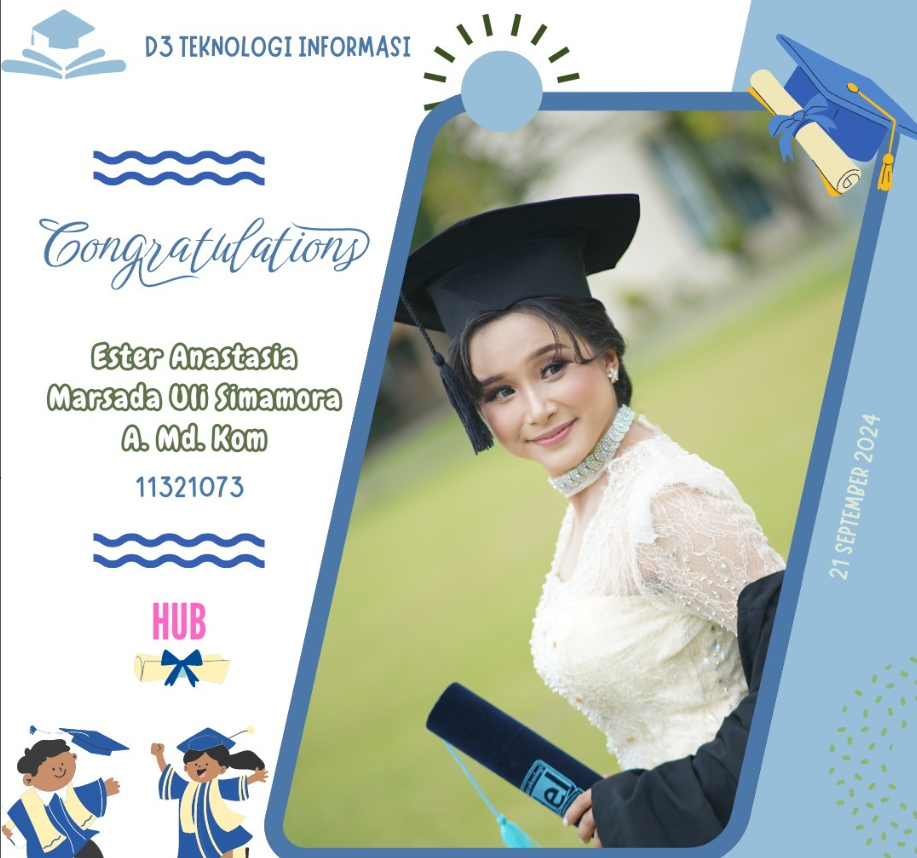 D3 TEKNOLOGI INFORMASI
Congratulations
Ester Anastasia
Marsada Uli Simamora
A. Md. Kom
11321073
HUB
21 SEPTEMBER 2024